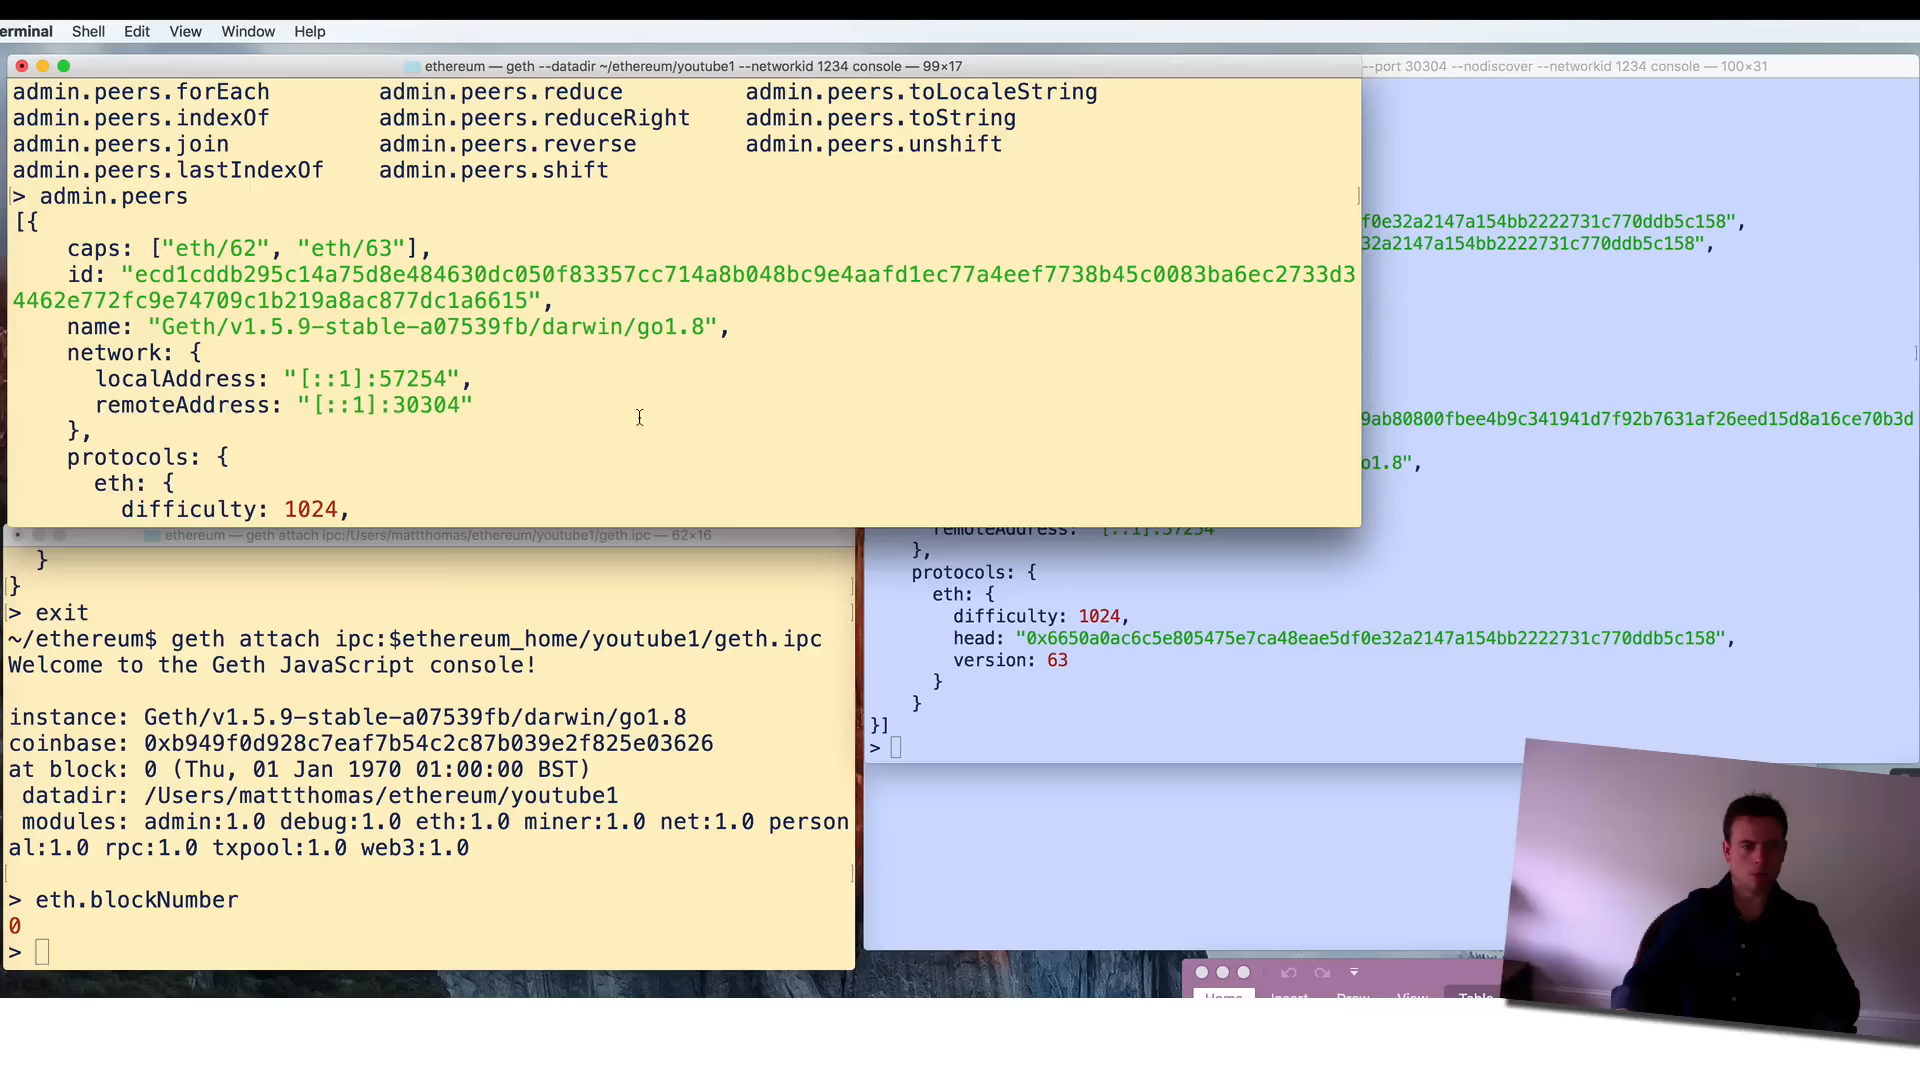 erminal Shell Edit View Window Help
ethereum — geth --datadir ~/ethereum/youtube1 --networkid 1234 console — 99×17
--port 30304 --nodiscover --networkid 1234 console — 100×31
admin.peers.forEach admin.peers.reduce admin.peers.toLocaleString
admin.peers.indexOf admin.peers.reduceRight admin.peers.toString
admin.peers.join admin.peers.reverse admin.peers.unshift
admin.peers.lastIndexOf admin.peers.shift
> admin.peers
[{
caps: ["eth/62", "eth/63"],
id: "ecd1cddb295c14a75d8e484630dc050f83357cc714a8b048bc9e4aafd1ec77a4eef7738b45c0083ba6ec2733d3
4462e772fc9e74709c1b219a8ac877dc1a6615",
name: "Geth/v1.5.9-stable-a07539fb/darwin/go1.8",
network: {
localAddress: "[::1]:57254",
remoteAddress: "[::1]:30304"
},
protocols: {
eth: {
difficulty: 1024,
f0e32a2147a154bb2222731c770ddb5c158",
32a2147a154bb2222731c770ddb5c158",
9ab80800fbee4b9c341941d7f92b7631af26eed15d8a16ce70b3d
o1.8",
remoteAddress: "[::1]:57254"
},
protocols: {
eth: {
difficulty: 1024,
head: "0x6650a0ac6c5e805475e7ca48eae5df0e32a2147a154bb2222731c770ddb5c158",
version: 63
}
}
}]
>
ethereum — geth attach ipc:/Users/mattthomas/ethereum/youtube1/geth.ipc — 62×16
}
}
> exit
~/ethereum$ geth attach ipc:$ethereum_home/youtube1/geth.ipc
Welcome to the Geth JavaScript console!
instance: Geth/v1.5.9-stable-a07539fb/darwin/go1.8
coinbase: 0xb949f0d928c7eaf7b54c2c87b039e2f825e03626
at block: 0 (Thu, 01 Jan 1970 01:00:00 BST)
datadir: /Users/mattthomas/ethereum/youtube1
modules: admin:1.0 debug:1.0 eth:1.0 miner:1.0 net:1.0 person
al:1.0 rpc:1.0 txpool:1.0 web3:1.0
> eth.blockNumber
0
>
Home Insert Draw View Table